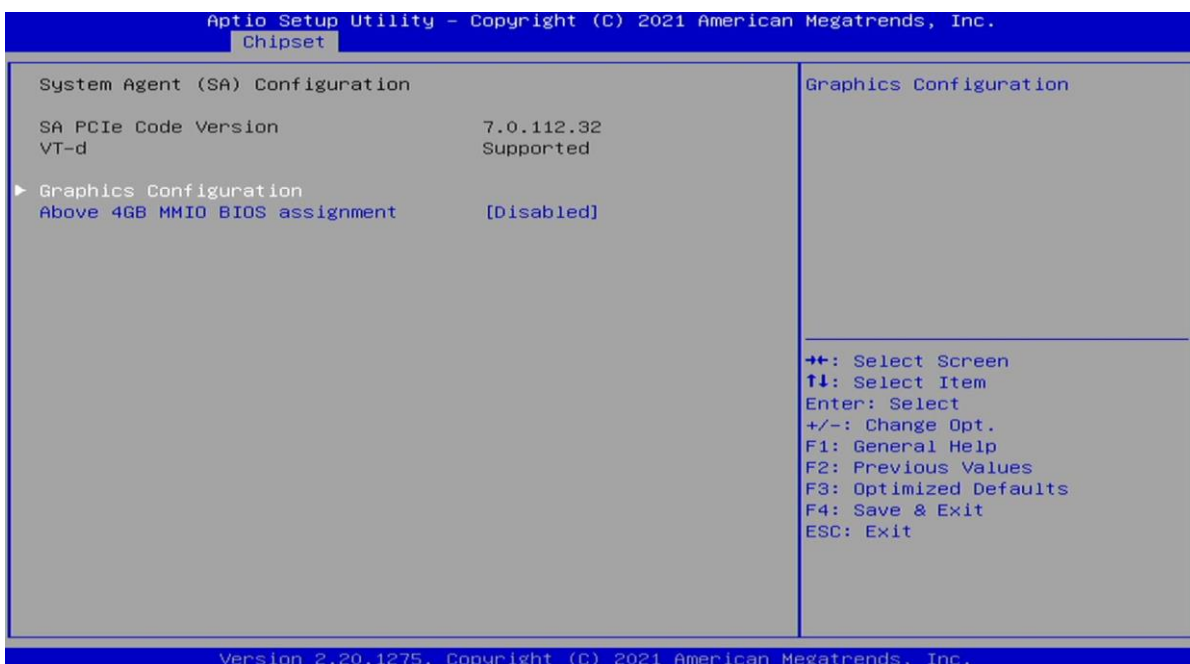 Aptio Setup Utility – Copyright (C) 2021 American Megatrends, Inc.
Chipset
System Agent (SA) Configuration
SA PCIe Code Version 7.0.112.32
VT-d Supported
► Graphics Configuration
Above 4GB MMIO BIOS assignment [Disabled]
Graphics Configuration
→←: Select Screen
↑↓: Select Item
Enter: Select
+/-: Change Opt.
F1: General Help
F2: Previous Values
F3: Optimized Defaults
F4: Save & Exit
ESC: Exit
Version 2.20.1275. Copyright (C) 2021 American Megatrends, Inc.